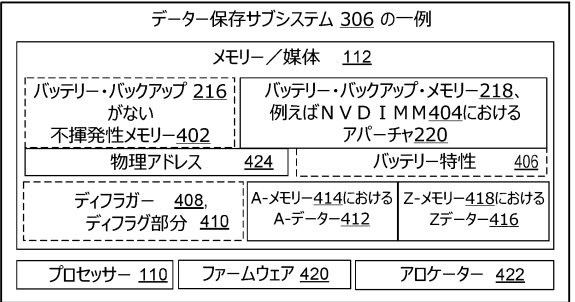 データー保存サブシステム 306 の一例
メモリー／媒体 112
バッテリー・バックアップ 216
がない
不揮発性メモリー402
バッテリー・バックアップ・メモリー218、
例えばＮＶＤＩＭＭ404における
アパーチャ220
物理アドレス 424
バッテリー特性 406
ディフラガー 408,
ディフラグ部分 410
A-メモリー414における
A-データー412
Z-メモリー418における
Zデーター416
プロセッサー 110
ファームウェア 420
アロケーター 422